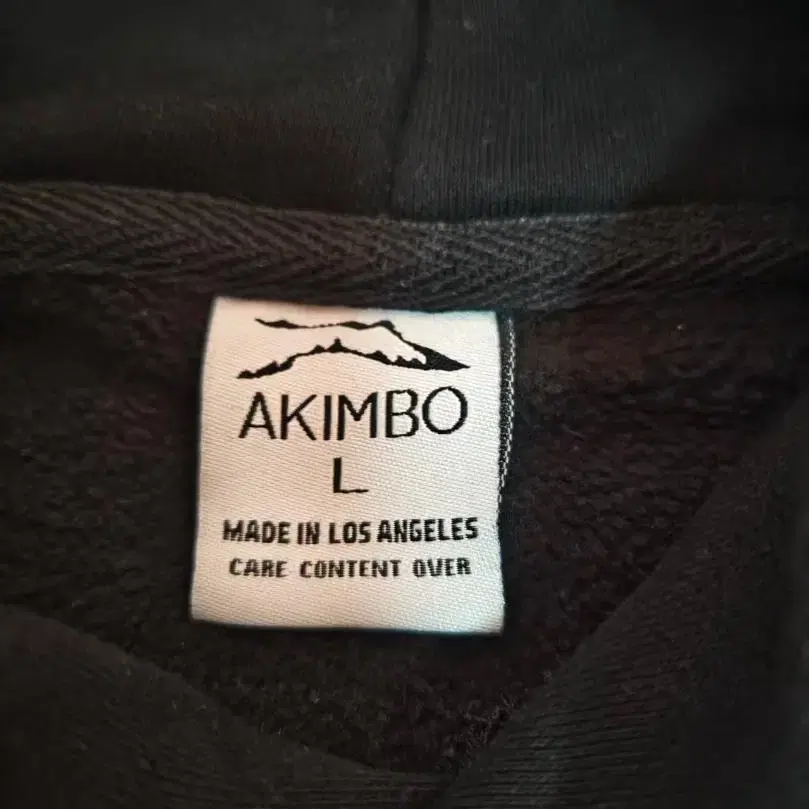 AKIMBO
L
MADE IN LOS ANGELES
CARE CONTENT OVER